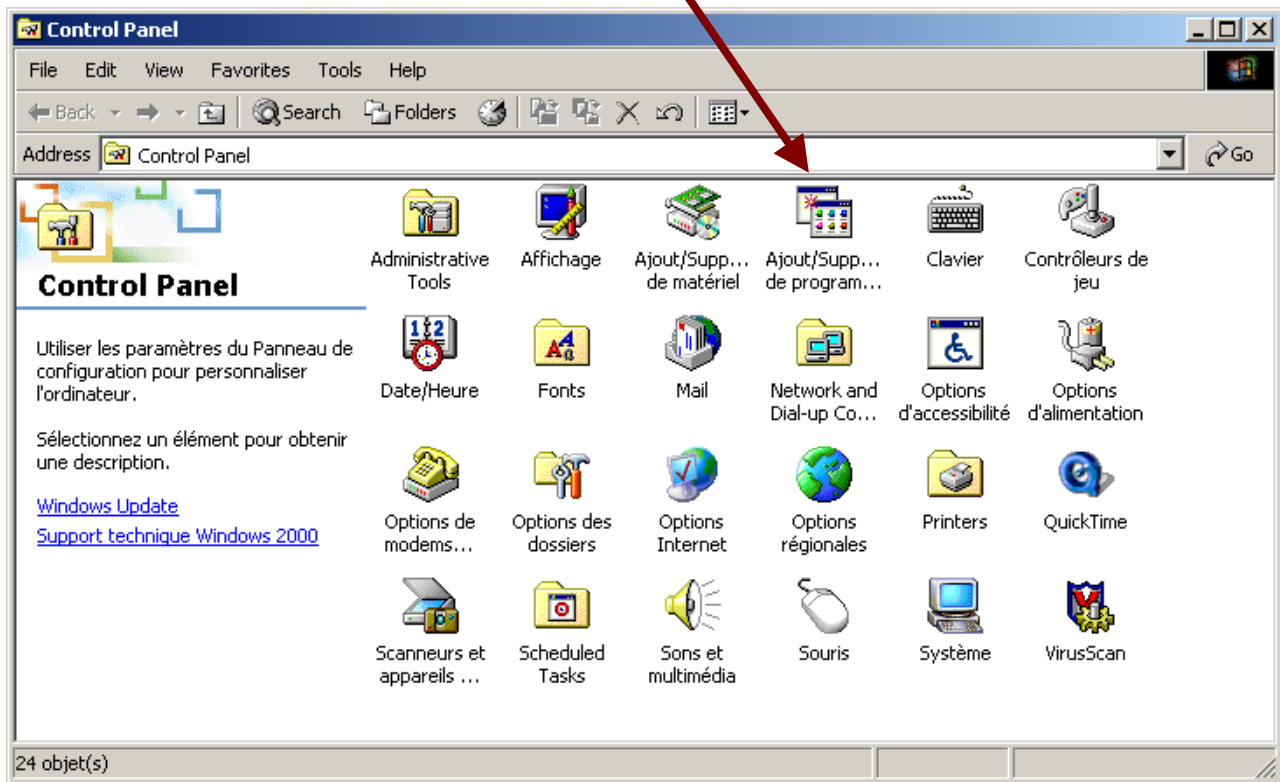 Control Panel
File Edit View Favorites Tools Help
Back Search Folders
Address Control Panel Go
Control Panel
Utiliser les paramètres du Panneau de
configuration pour personnaliser
l'ordinateur.
Sélectionnez un élément pour obtenir
une description.
Windows Update
Support technique Windows 2000
Administrative
Tools
Affichage
Ajout/Supp...
de matériel
Ajout/Supp...
de program...
Clavier
Contrôleurs de
jeu
Date/Heure
Fonts
Mail
Network and
Dial-up Co...
Options
d'accessibilité
Options
d'alimentation
Options de
modems...
Options des
dossiers
Options
Internet
Options
régionales
Printers
QuickTime
Scanneurs et
appareils ...
Scheduled
Tasks
Sons et
multimédia
Souris
Système
VirusScan
24 objet(s)